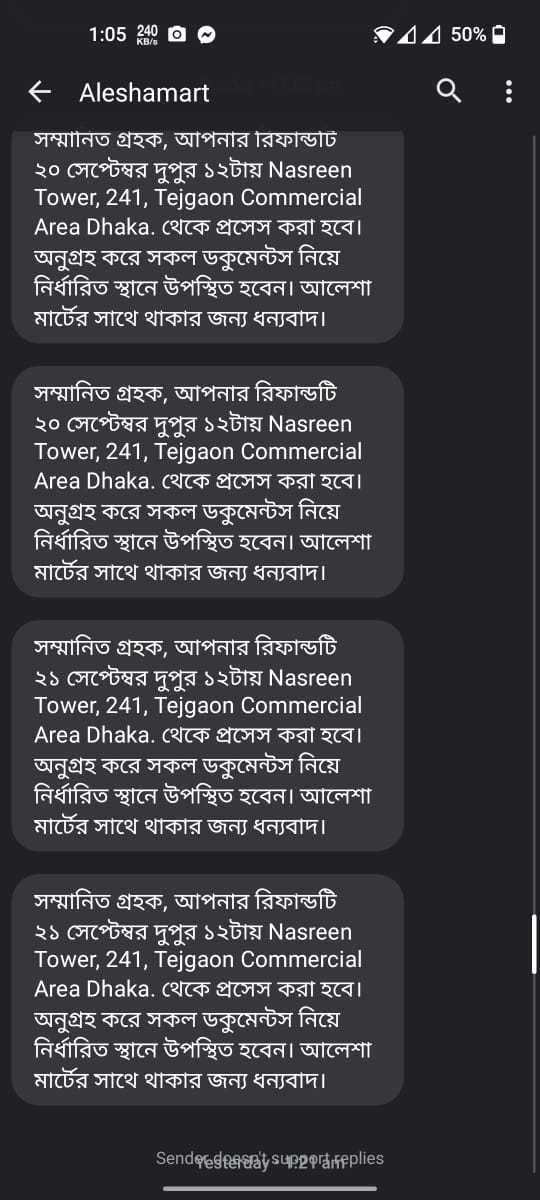 1:05 240 KB/s 50%
Aleshamart
সম্মানিত গ্রহক, আপনার রিফান্ডটি
২০ সেপ্টেম্বর দুপুর ১২টায় Nasreen
Tower, 241, Tejgaon Commercial
Area Dhaka. থেকে প্রসেস করা হবে।
অনুগ্রহ করে সকল ডকুমেন্টস নিয়ে
নির্ধারিত স্থানে উপস্থিত হবেন। আলেশা
মার্টের সাথে থাকার জন্য ধন্যবাদ।
সম্মানিত গ্রহক, আপনার রিফান্ডটি
২০ সেপ্টেম্বর দুপুর ১২টায় Nasreen
Tower, 241, Tejgaon Commercial
Area Dhaka. থেকে প্রসেস করা হবে।
অনুগ্রহ করে সকল ডকুমেন্টস নিয়ে
নির্ধারিত স্থানে উপস্থিত হবেন। আলেশা
মার্টের সাথে থাকার জন্য ধন্যবাদ।
সম্মানিত গ্রহক, আপনার রিফান্ডটি
২১ সেপ্টেম্বর দুপুর ১২টায় Nasreen
Tower, 241, Tejgaon Commercial
Area Dhaka. থেকে প্রসেস করা হবে।
অনুগ্রহ করে সকল ডকুমেন্টস নিয়ে
নির্ধারিত স্থানে উপস্থিত হবেন। আলেশা
মার্টের সাথে থাকার জন্য ধন্যবাদ।
সম্মানিত গ্রহক, আপনার রিফান্ডটি
২১ সেপ্টেম্বর দুপুর ১২টায় Nasreen
Tower, 241, Tejgaon Commercial
Area Dhaka. থেকে প্রসেস করা হবে।
অনুগ্রহ করে সকল ডকুমেন্টস নিয়ে
নির্ধারিত স্থানে উপস্থিত হবেন। আলেশা
মার্টের সাথে থাকার জন্য ধন্যবাদ।
Sender doesn't support replies
Yesterday • 1:21 am